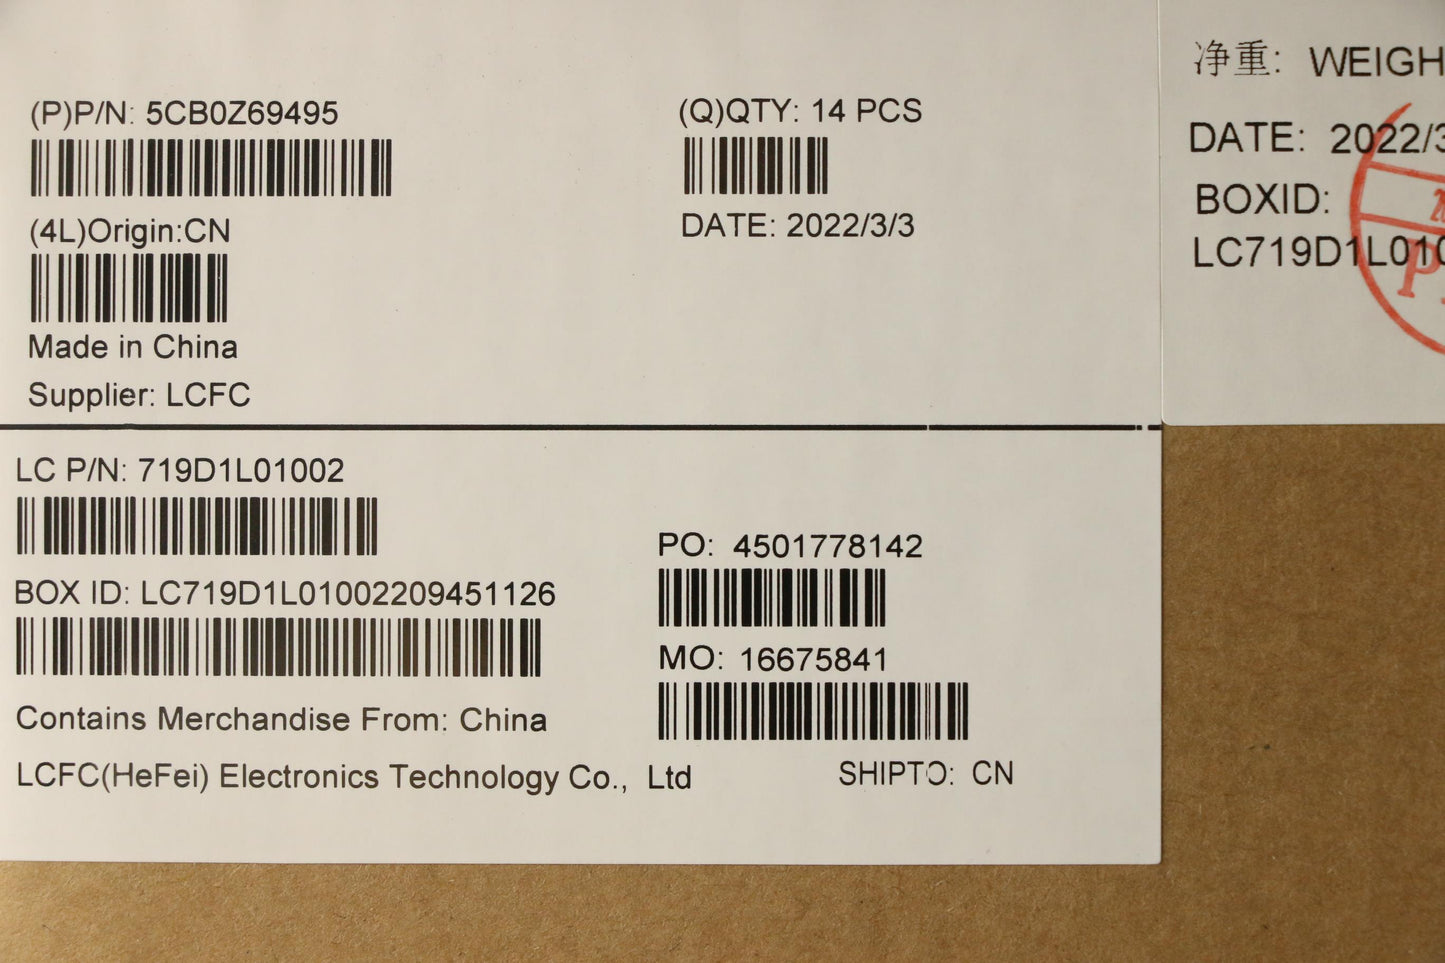 (P)P/N: 5CB0Z69495
(4L)Origin:CN
Made in China
Supplier: LCFC
(Q)QTY: 14 PCS
DATE: 2022/3/3
LC P/N: 719D1L01002
BOX ID: LC719D1L01002209451126
Contains Merchandise From: China
LCFC(HeFei) Electronics Technology Co., Ltd
PO: 4501778142
MO: 16675841
SHIPTO: CN
净重: WEIGH
DATE: 2022/3
BOXID:
LC719D1L010